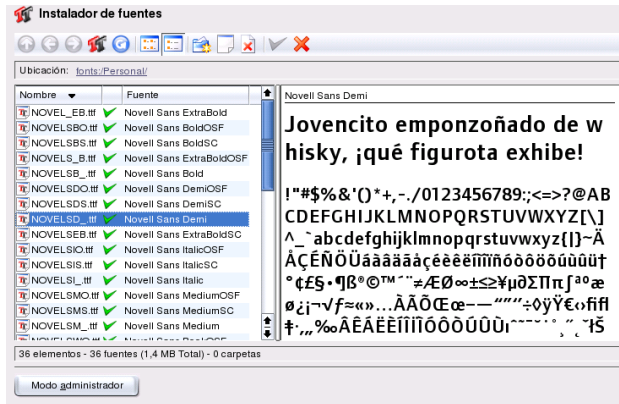 Instalador de fuentes
Ubicación: fonts:/Personal/
Nombre Fuente
NOVEL_EB.ttf Novell Sans ExtraBold
NOVELSBO.ttf Novell Sans BoldOSF
NOVELSBS.ttf Novell Sans BoldSC
NOVELS_B.ttf Novell Sans ExtraBoldOSF
NOVELSB_.ttf Novell Sans Bold
NOVELSDO.ttf Novell Sans DemiOSF
NOVELSDS.ttf Novell Sans DemiSC
NOVELSD_.ttf Novell Sans Demi
NOVELSEB.ttf Novell Sans ExtraBoldSC
NOVELSIO.ttf Novell Sans ItalicOSF
NOVELSIS.ttf Novell Sans ItalicSC
NOVELSI_.ttf Novell Sans Italic
NOVELSMO.ttf Novell Sans MediumOSF
NOVELSMS.ttf Novell Sans MediumSC
NOVELSM_.ttf Novell Sans Medium
Novell Sans Demi
Jovencito emponzoñado de w
hisky, ¡qué figurota exhibe!
!"#$%&'()*+,-./0123456789:;<=>?@AB
CDEFGHIJKLMNOPQRSTUVWXYZ[\]
^_`abcdefghijklmnopqrstuvwxyz{|}~Ä
ÅÇÉÑÖÜáàâäãåçéèêëíìîïñóòôöõúùûü†
°¢£§•¶ß®©™´¨≠ÆØ∞±≤≥¥µ∂ΣΠπ∫ªºæ
ø¿¡¬√ƒ≈«»…ÀÃÕŒœ–—“”‘’÷◊ÿŸ€‹›ﬁﬂ
‡·‚„‰ÂÊÁËÈÍÎÏÌÓÔÒÚÛÙıˆ˜¯˘˙˚¸˝˛ˇłŠ
36 elementos - 36 fuentes (1,4 MB Total) - 0 carpetas
Modo administrador